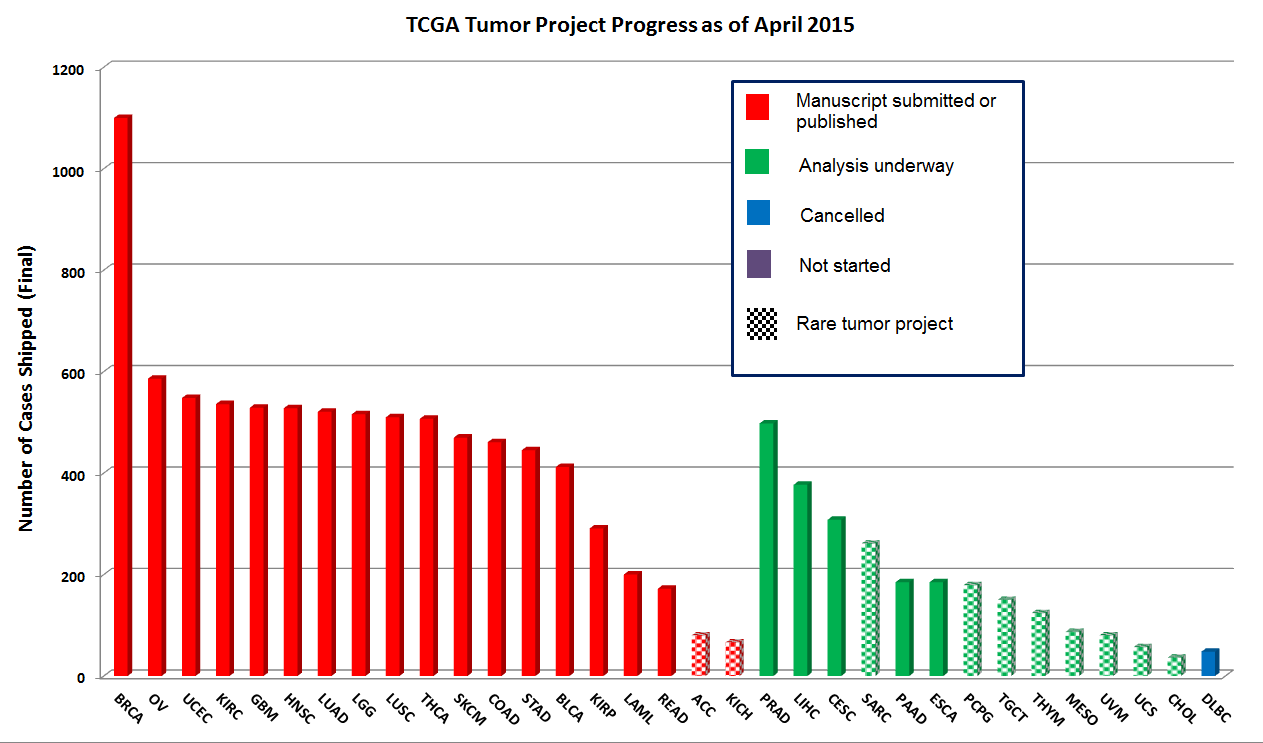 TCGA Tumor Project Progress as of April 2015
Number of Cases Shipped (Final)
1200
1000
800
600
400
200
0
Manuscript submitted or
published
Analysis underway
Cancelled
Not started
Rare tumor project
BRCA
OV
UCEC
KIRC
GBM
HNSC
LUAD
LGG
LUSC
THCA
SKCM
COAD
STAD
BLCA
KIRP
LAML
READ
ACC
KICH
PRAD
LIHC
CESC
SARC
PAAD
ESCA
PCPG
TGCT
THYM
MESO
UVM
UCS
CHOL
DLBC